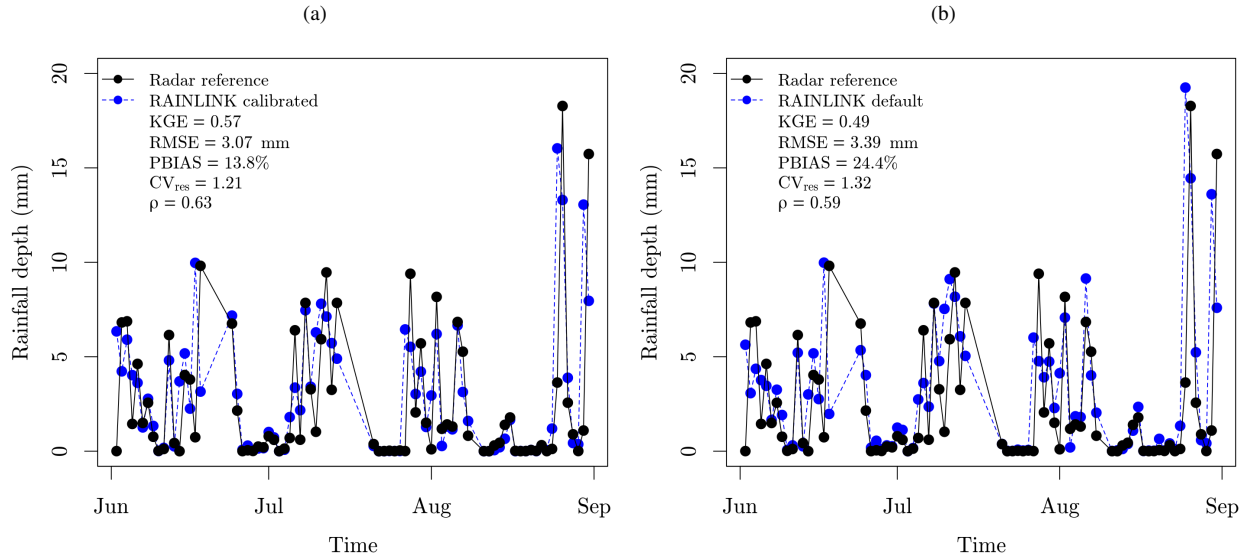 (a)
20
15
10
5
0
Rainfall depth (mm)
Radar reference
RAINLINK calibrated
KGE = 0.57
RMSE = 3.07 mm
PBIAS = 13.8%
CVres = 1.21
ρ = 0.63
Jun
Jul
Aug
Sep
Time
(b)
20
15
10
5
0
Rainfall depth (mm)
Radar reference
RAINLINK default
KGE = 0.49
RMSE = 3.39 mm
PBIAS = 24.4%
CVres = 1.32
ρ = 0.59
Jun
Jul
Aug
Sep
Time